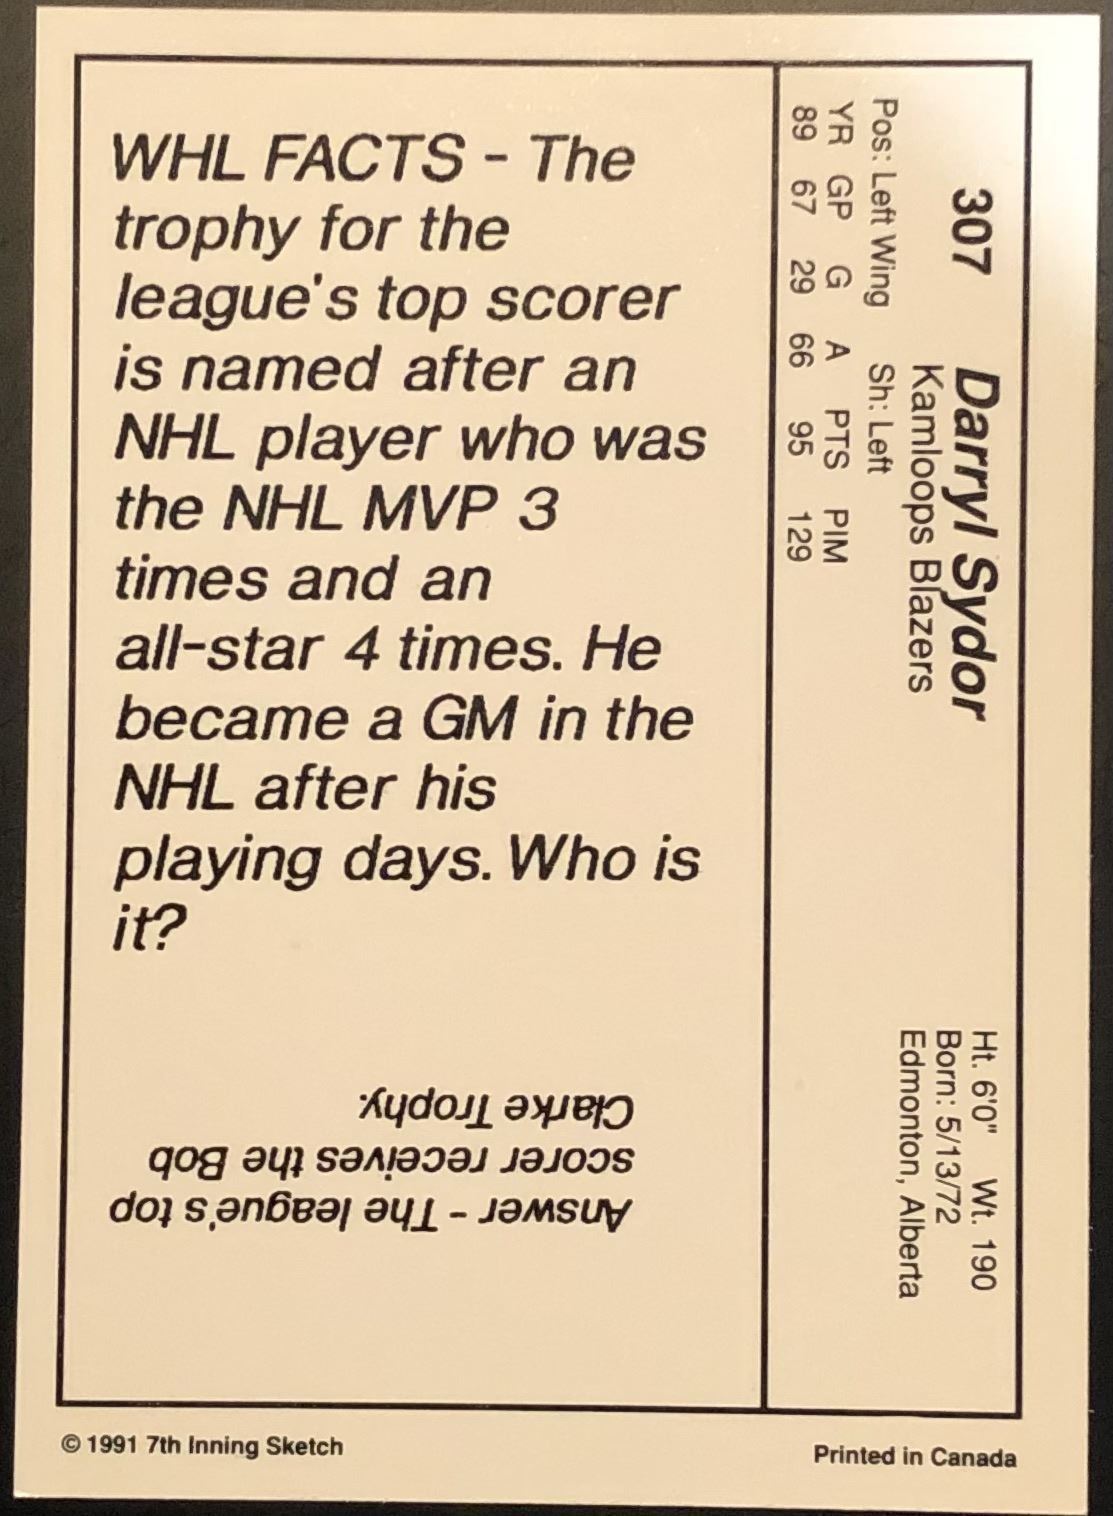 WHL FACTS - The
trophy for the
league's top scorer
is named after an
NHL player who was
the NHL MVP 3
times and an
all-star 4 times. He
became a GM in the
NHL after his
playing days. Who is
it?
Answer - The league's top
scorer receives the Bob
Clarke Trophy.
307 Darryl Sydor
Kamloops Blazers
Pos: Left Wing Sh: Left
YR GP G A PTS PIM
89 67 29 66 95 129
Ht. 6'0" Wt. 190
Born: 5/13/72
Edmonton, Alberta
© 1991 7th Inning Sketch
Printed in Canada